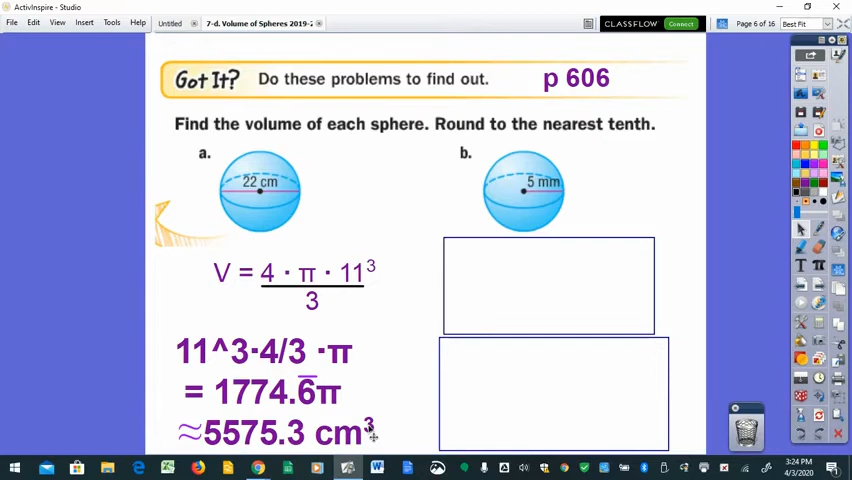 ActivInspire - Studio
File Edit View Insert Tools Help
Untitled
7-d. Volume of Spheres 2019-2
CLASSFLOW Connect
Page 6 of 16
Best Fit
Got It? Do these problems to find out. p 606
Find the volume of each sphere. Round to the nearest tenth.
a. 22 cm
b. 5 mm
V = 4 · π · 11³
3
11^3·4/3 ·π
= 1774.6̅π
≈5575.3 cm³
3:24 PM
4/3/2020